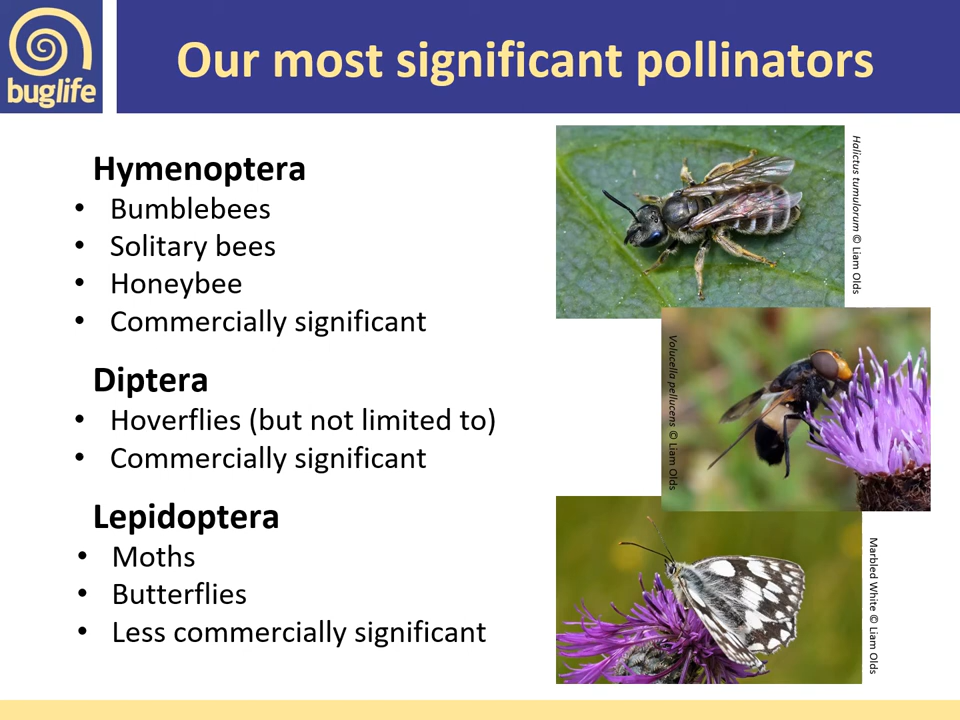 buglife
Our most significant pollinators
Hymenoptera
• Bumblebees
• Solitary bees
• Honeybee
• Commercially significant
Diptera
• Hoverflies (but not limited to)
• Commercially significant
Lepidoptera
• Moths
• Butterflies
• Less commercially significant
Halictus tumulorum © Liam Olds
Volucella pellucens © Liam Olds
Marbled White © Liam Olds